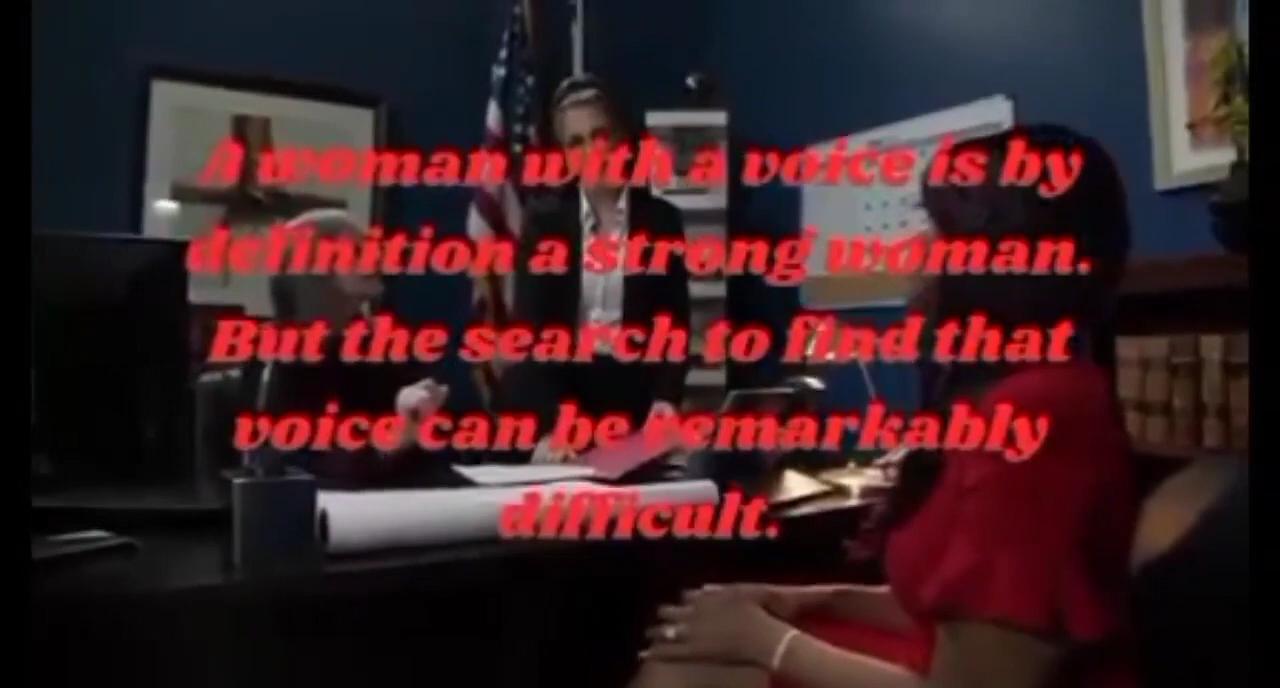 A woman with a voice is by
definition a strong woman.
But the search to find that
voice can be remarkably
difficult.